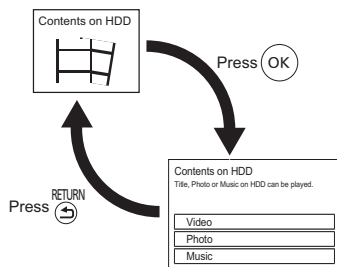 Contents on HDD
Press OK
Contents on HDD
Title, Photo or Music on HDD can be played.
Video
Photo
Music
RETURN
Press